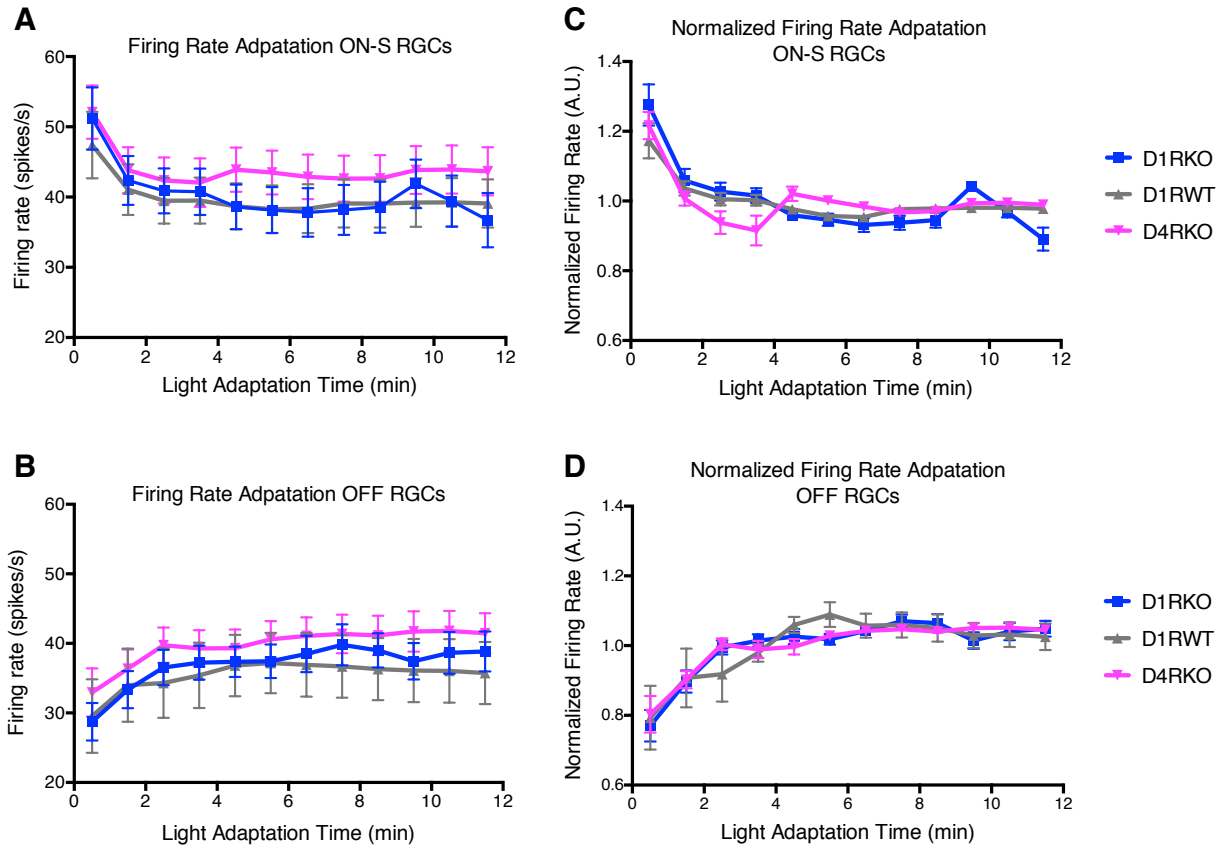 A
Firing Rate Adpatation ON-S RGCs
Firing rate (spikes/s)
60
50
40
30
20
0 2 4 6 8 10 12
Light Adaptation Time (min)
C
Normalized Firing Rate Adpatation
ON-S RGCs
Normalized Firing Rate (A.U.)
1.4
1.2
1.0
0.8
0.6
0 2 4 6 8 10 12
Light Adaptation Time (min)
D1RKO
D1RWT
D4RKO
B
Firing Rate Adpatation OFF RGCs
Firing rate (spikes/s)
60
50
40
30
20
0 2 4 6 8 10 12
Light Adaptation Time (min)
D
Normalized Firing Rate Adpatation
OFF RGCs
Normalized Firing Rate (A.U.)
1.4
1.2
1.0
0.8
0.6
0 2 4 6 8 10 12
Light Adaptation Time (min)
D1RKO
D1RWT
D4RKO